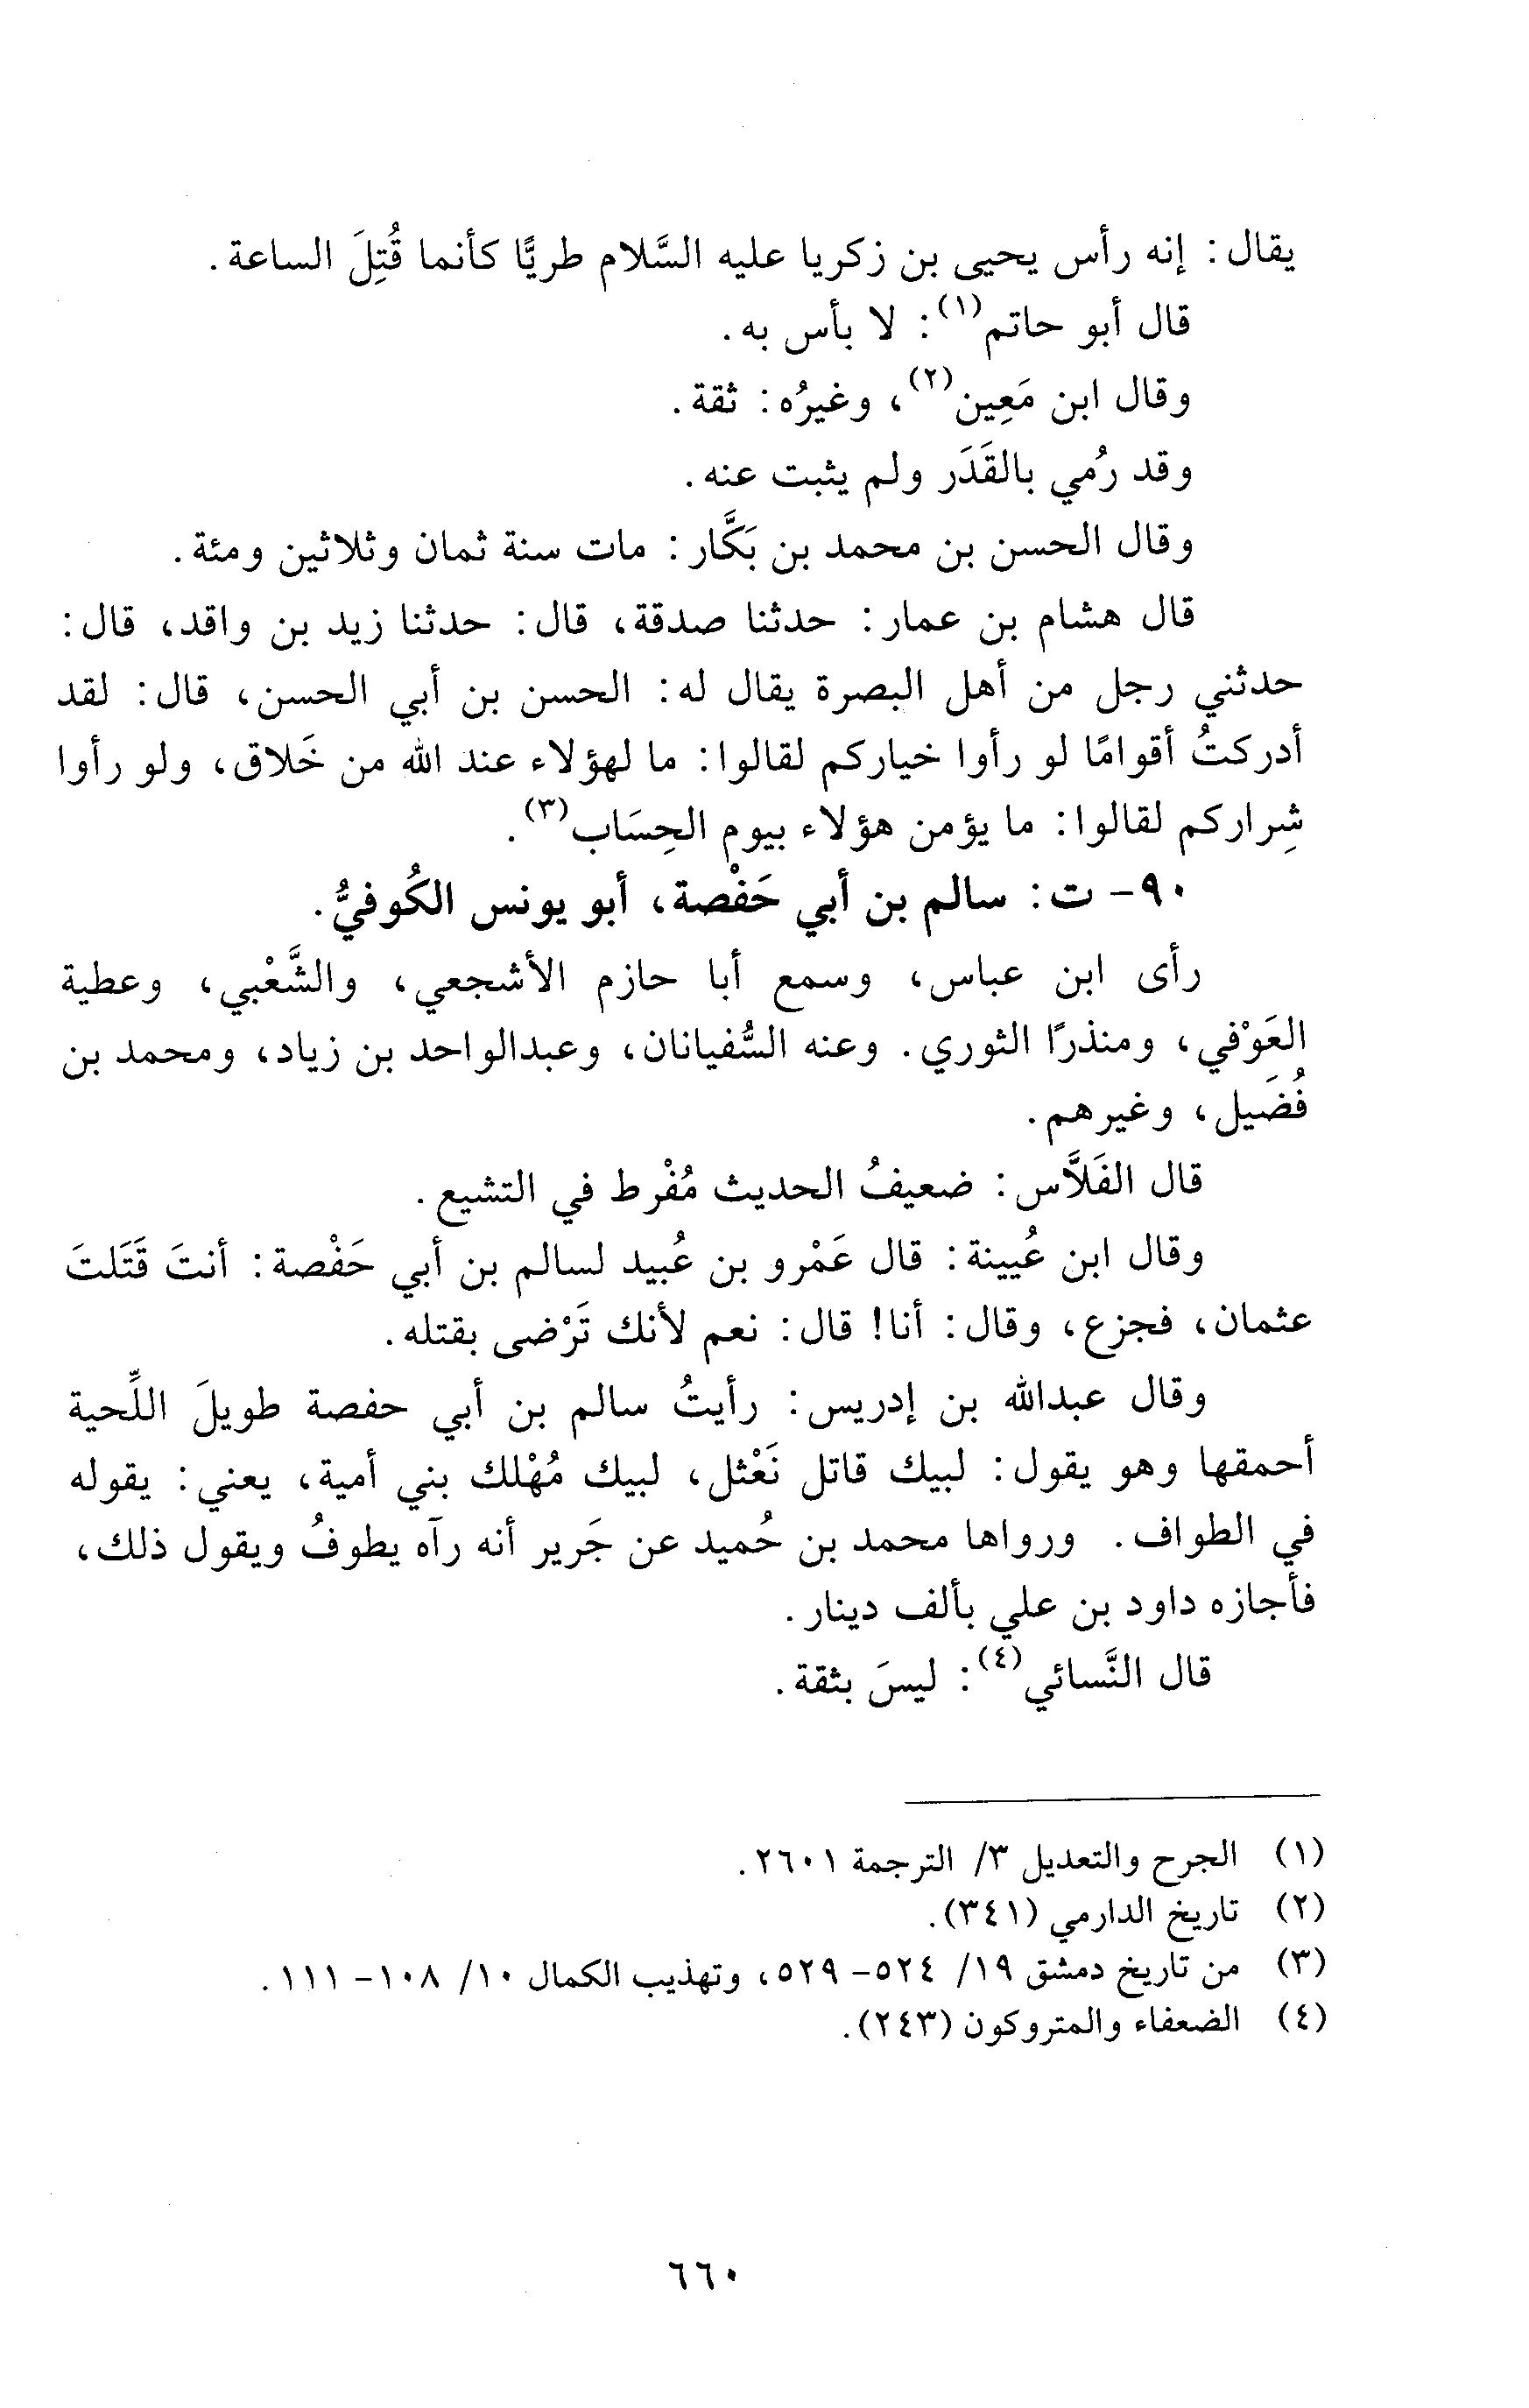 يقال: إنه رأس يحيى بن زكريا عليه السَّلام طريًّا كأنما قُتِلَ الساعة.
قال أبو حاتم(١): لا بأس به.
وقال ابن مَعِين(٢)، وغيرُه: ثقة.
وقد رُمي بالقَدَر ولم يثبت عنه.
وقال الحسن بن محمد بن بَكَّار: مات سنة ثمان وثلاثين ومئة.
قال هشام بن عمار: حدثنا صدقة، قال: حدثنا زيد بن واقد، قال:
حدثني رجل من أهل البصرة يقال له: الحسن بن أبي الحسن، قال: لقد
أدركتُ أقوامًا لو رأوا خياركم لقالوا: ما لهؤلاء عند الله من خَلاق، ولو رأوا
شِراركم لقالوا: ما يؤمن هؤلاء بيوم الحِسَاب(٣).
٩٠- ت: سالم بن أبي حَفْصة، أبو يونس الكُوفيُّ.
رأى ابن عباس، وسمع أبا حازم الأشجعي، والشَّعْبي، وعطية
العَوْفي، ومنذرًا الثوري. وعنه السُّفيانان، وعبدالواحد بن زياد، ومحمد بن
فُضَيل، وغيرهم.
قال الفَلاَّس: ضعيفُ الحديث مُفْرط في التشيع.
وقال ابن عُيينة: قال عَمْرو بن عُبيد لسالم بن أبي حَفْصة: أنتَ قَتَلتَ
عثمان، فجزع، وقال: أنا! قال: نعم لأنك تَرْضى بقتله.
وقال عبدالله بن إدريس: رأيتُ سالم بن أبي حفصة طويلَ اللِّحية
أحمقها وهو يقول: لبيك قاتل نَعْثل، لبيك مُهْلك بني أمية، يعني: يقوله
في الطواف. ورواها محمد بن حُميد عن جَرير أنه رآه يطوفُ ويقول ذلك،
فأجازه داود بن علي بألف دينار.
قال النَّسائي(٤): ليسَ بثقة.
(١) الجرح والتعديل ٣/ الترجمة ٢٦٠١.
(٢) تاريخ الدارمي (٣٤١).
(٣) من تاريخ دمشق ١٩/ ٥٢٤- ٥٢٩، وتهذيب الكمال ١٠/ ١٠٨- ١١١.
(٤) الضعفاء والمتروكون (٢٤٣).
٦٦٠